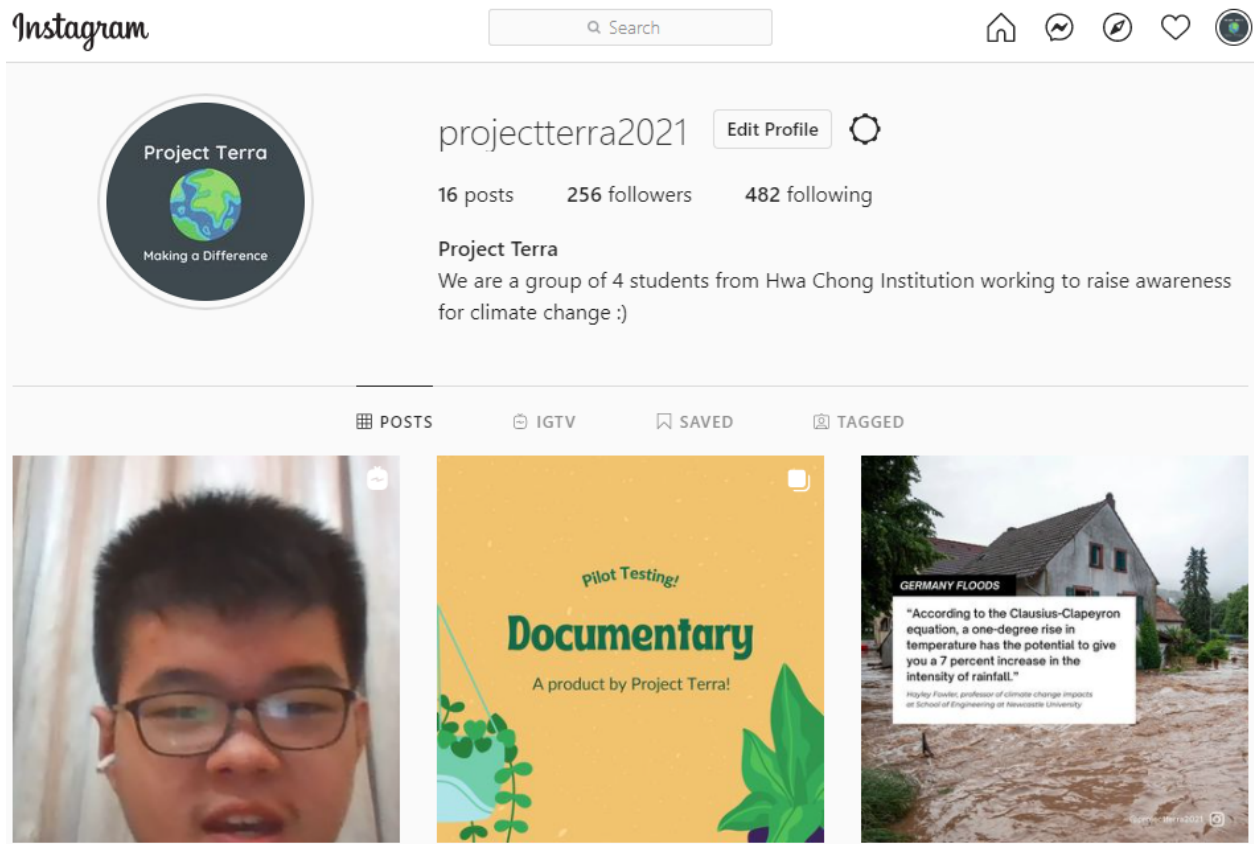 Instagram
Search
Project Terra
Making a Difference
projectterra2021
Edit Profile
16 posts
256 followers
482 following
Project Terra
We are a group of 4 students from Hwa Chong Institution working to raise awareness
for climate change :)
POSTS
IGTV
SAVED
TAGGED
Pilot Testing!
Documentary
A product by Project Terra!
GERMANY FLOODS
“According to the Clausius-Clapeyron
equation, a one-degree rise in
temperature has the potential to give
you a 7 percent increase in the
intensity of rainfall.”
Hayley Fowler, professor of climate change impacts
at School of Engineering at Newcastle University
@projectterra2021